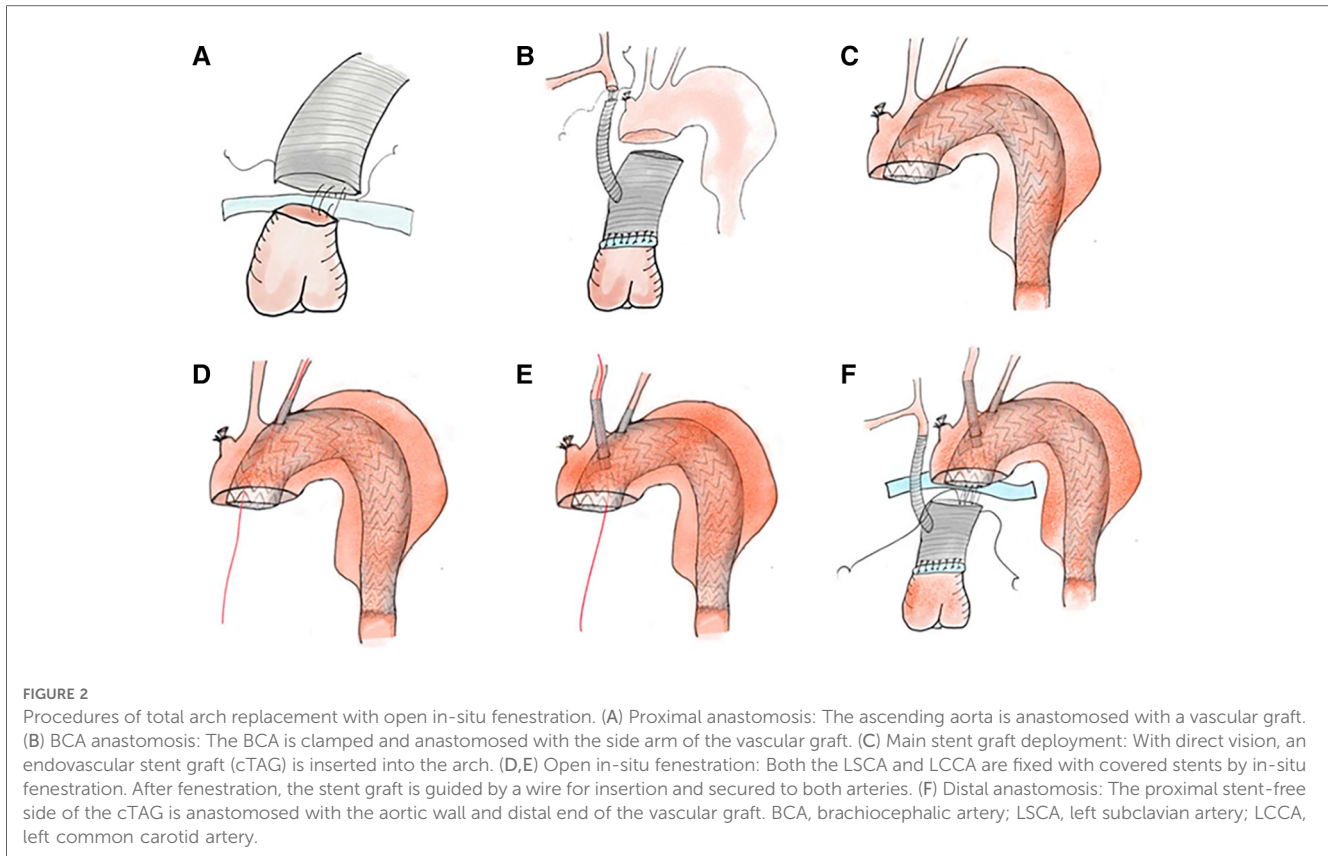 A
B
C
D
E
F
FIGURE 2
Procedures of total arch replacement with open in-situ fenestration. (A) Proximal anastomosis: The ascending aorta is anastomosed with a vascular graft.
(B) BCA anastomosis: The BCA is clamped and anastomosed with the side arm of the vascular graft. (C) Main stent graft deployment: With direct vision, an
endovascular stent graft (cTAG) is inserted into the arch. (D,E) Open in-situ fenestration: Both the LSCA and LCCA are fixed with covered stents by in-situ
fenestration. After fenestration, the stent graft is guided by a wire for insertion and secured to both arteries. (F) Distal anastomosis: The proximal stent-free
side of the cTAG is anastomosed with the aortic wall and distal end of the vascular graft. BCA, brachiocephalic artery; LSCA, left subclavian artery; LCCA,
left common carotid artery.